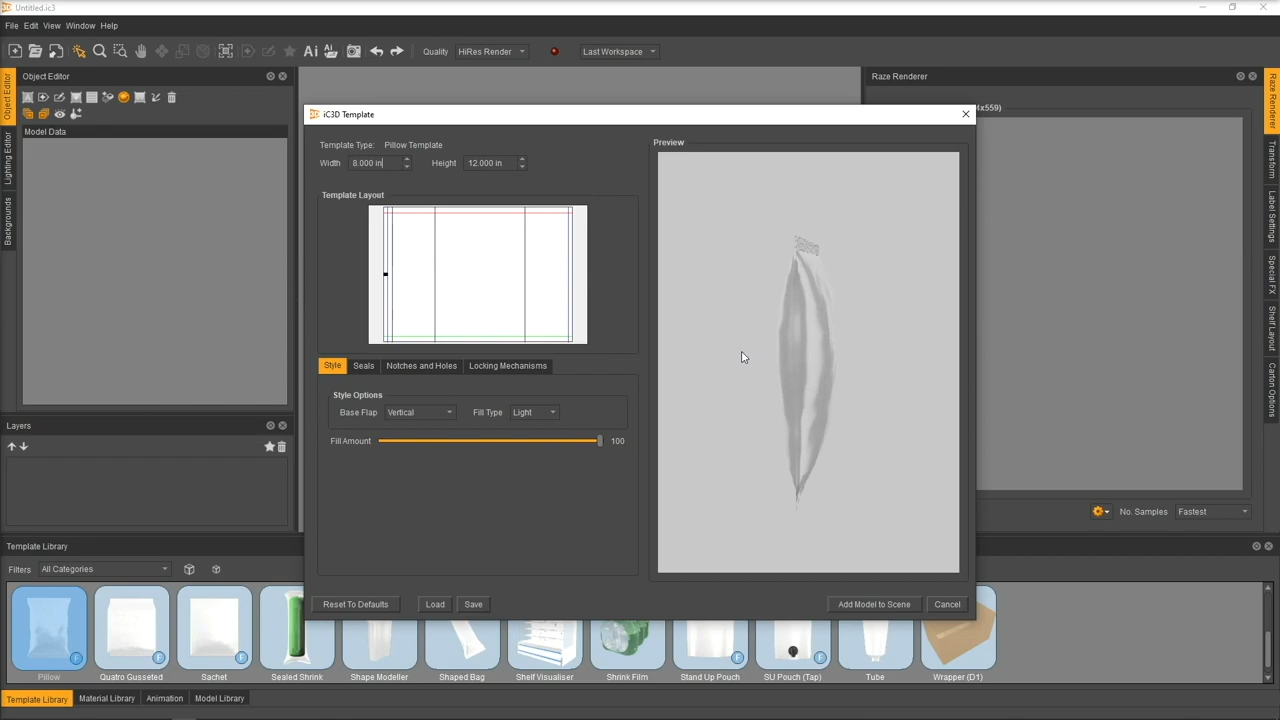 Untitled.ic3
File Edit View Window Help
Ai Quality HiRes Render Last Workspace
Object Editor
Object Editor
Model Data
Lighting Editor
Backgrounds
Layers
iC3D Template
Template Type: Pillow Template
Width 8.000 in Height 12.000 in
Template Layout
Style Seals Notches and Holes Locking Mechanisms
Style Options
Base Flap Vertical Fill Type Light
Fill Amount 100
Preview
Reset To Defaults Load Save Add Model to Scene Cancel
Raze Renderer
x559)
No. Samples Fastest
Raze Renderer
Transform
Label Settings
Special FX
Shelf Layout
Carton Options
Template Library
Filters All Categories
Pillow Quatro Gusseted Sachet Sealed Shrink Shape Modeller Shaped Bag Shelf Visualiser Shrink Film Stand Up Pouch SU Pouch (Tap) Tube Wrapper (D1)
Template Library Material Library Animation Model Library